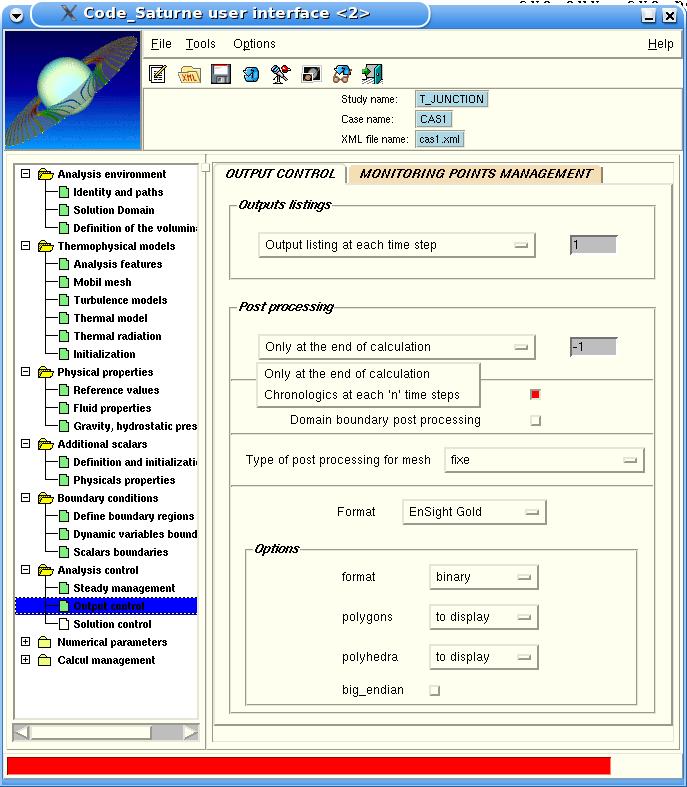 Code_Saturne user interface <2>
File Tools Options Help
XML
Study name: T_JUNCTION
Case name: CAS1
XML file name: cas1.xml
Analysis environment
Identity and paths
Solution Domain
Definition of the volumin
Thermophysical models
Analysis features
Mobil mesh
Turbulence models
Thermal model
Thermal radiation
Initialization
Physical properties
Reference values
Fluid properties
Gravity, hydrostatic pres
Additional scalars
Definition and initializati
Physicals properties
Boundary conditions
Define boundary regions
Dynamic variables bound
Scalars boundaries
Analysis control
Steady management
Output control
Solution control
Numerical parameters
Calcul management
OUTPUT CONTROL MONITORING POINTS MANAGEMENT
Outputs listings
Output listing at each time step 1
Post processing
Only at the end of calculation -1
Only at the end of calculation
Chronologics at each 'n' time steps
Domain boundary post processing
Type of post processing for mesh fixe
Format EnSight Gold
Options
format binary
polygons to display
polyhedra to display
big_endian